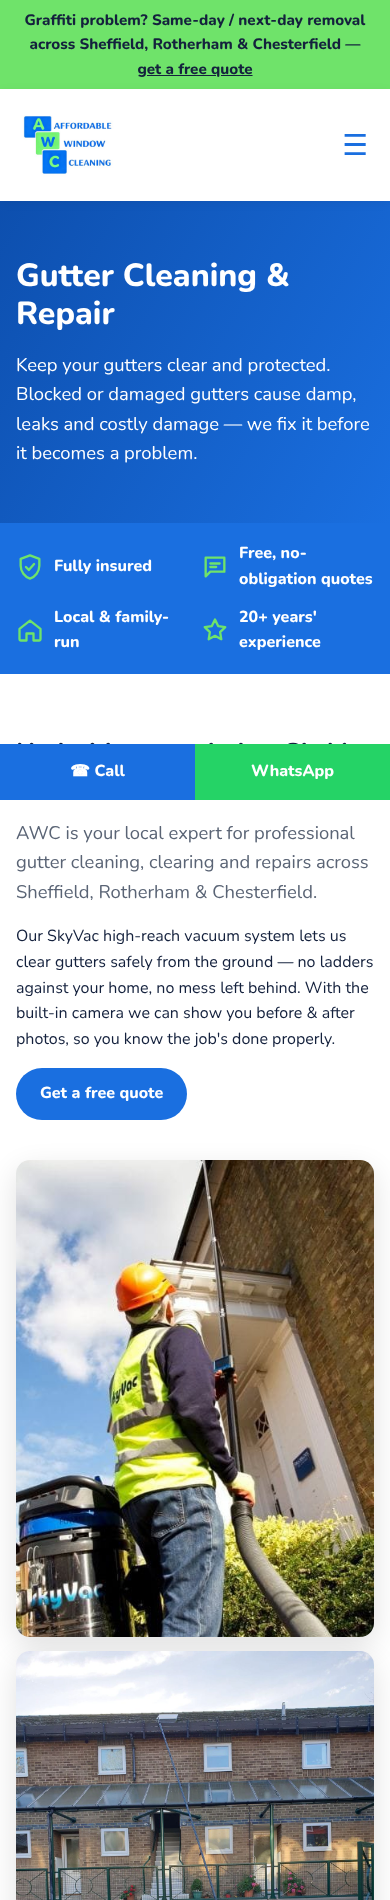 Graffiti problem? Same-day / next-day removal
across Sheffield, Rotherham & Chesterfield —
get a free quote
A AFFORDABLE
W WINDOW
C CLEANING
☰
Gutter Cleaning &
Repair
Keep your gutters clear and protected.
Blocked or damaged gutters cause damp,
leaks and costly damage — we fix it before
it becomes a problem.
Fully insured
Free, no-
obligation quotes
Local & family-
run
20+ years'
experience
☎ Call
WhatsApp
AWC is your local expert for professional
gutter cleaning, clearing and repairs across
Sheffield, Rotherham & Chesterfield.
Our SkyVac high-reach vacuum system lets us
clear gutters safely from the ground — no ladders
against your home, no mess left behind. With the
built-in camera we can show you before & after
photos, so you know the job's done properly.
Get a free quote
SkyVac
SkyVac